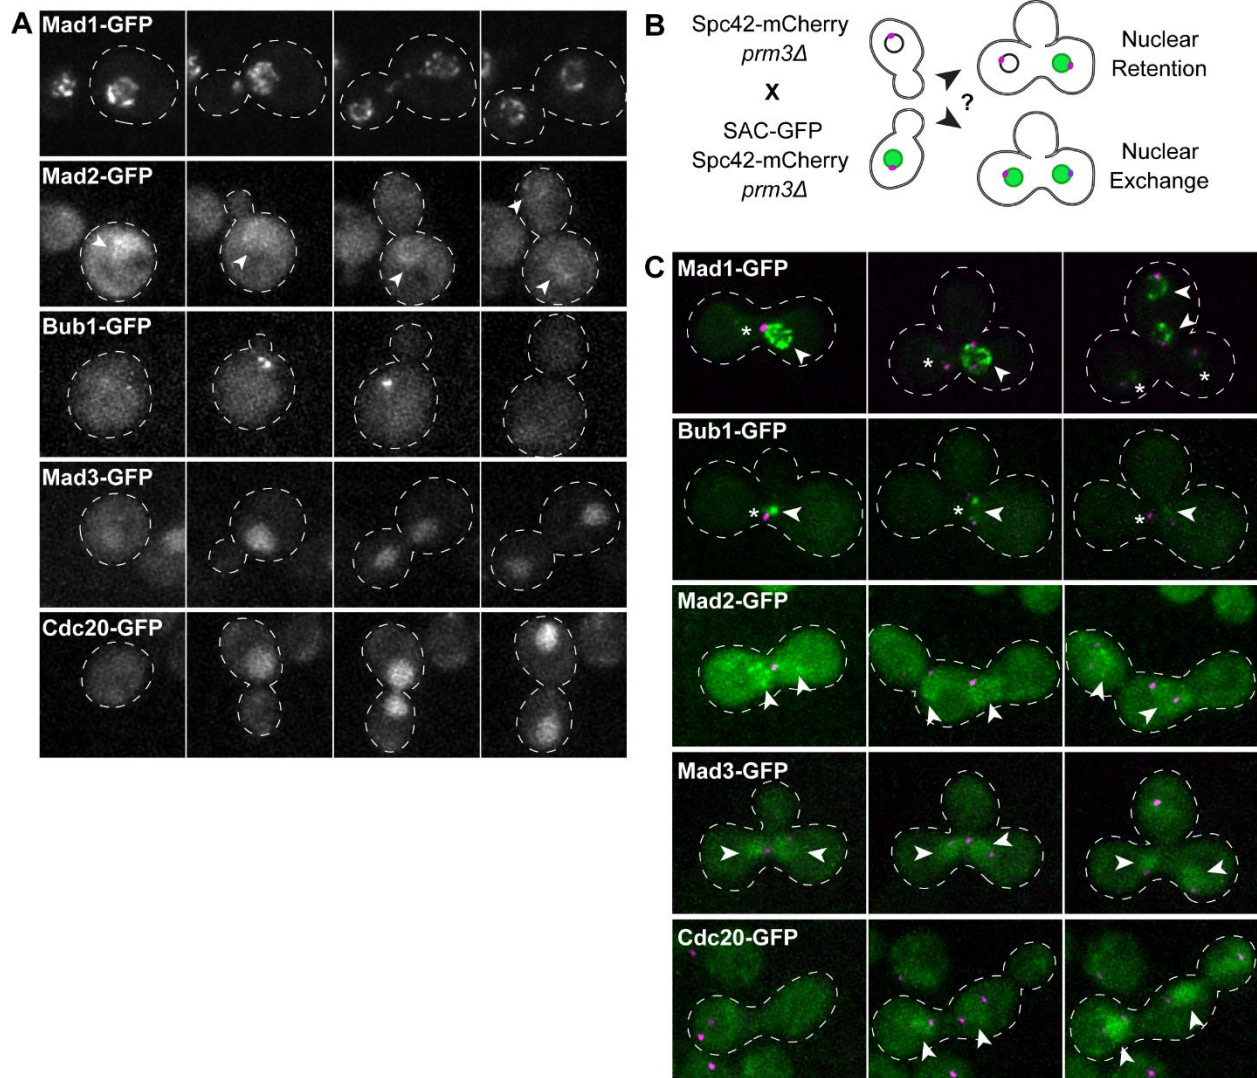 A
Mad1-GFP
Mad2-GFP
Bub1-GFP
Mad3-GFP
Cdc20-GFP
B
Spc42-mCherry
prm3Δ
X
SAC-GFP
Spc42-mCherry
prm3Δ
?
Nuclear
Retention
Nuclear
Exchange
C
Mad1-GFP
*
*
*
*
Bub1-GFP
*
*
*
Mad2-GFP
Mad3-GFP
Cdc20-GFP